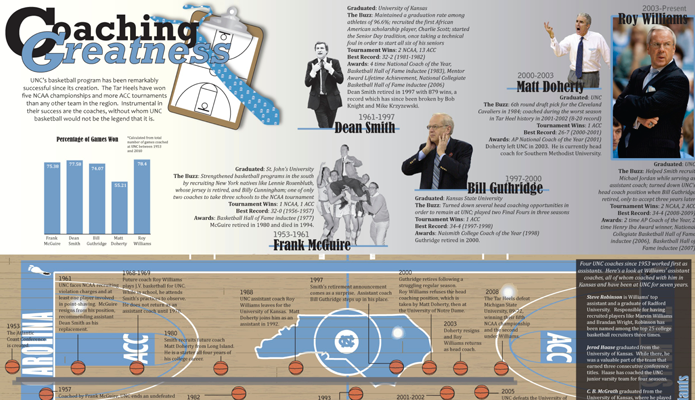 Coaching
Greatness
UNC's basketball program has been remarkably
successful since its creation. The Tar Heels have won
five NCAA championships and more ACC tournaments
than any other team in the region. Instrumental in
their success are the coaches, without whom UNC
basketball would not be the legend that it is.
Percentage of Games Won
*Calculated from total
number of games coached
at UNC between 1953
and 2010
75.39
77.59
74.07
55.21
78.4
Frank
McGuire
Dean
Smith
Bill
Guthridge
Matt
Doherty
Roy
Williams
Graduated: University of Kansas
The Buzz: Maintained a graduation rate among
athletes of 96.6%; recruited the first African
American scholarship player, Charlie Scott; started
the Senior Day tradition, once taking a technical
foul in order to start all six of his seniors
Tournament Wins: 2 NCAA, 13 ACC
Best Record: 32-2 (1981-1982)
Awards: 4 time National Coach of the Year,
Basketball Hall of Fame inductee (1983), Mentor
Award Lifetime Achievement, National Collegiate
Basketball Hall of Fame inductee (2006)
Dean Smith retired in 1997 with 879 wins, a
record which has since been broken by Bob
Knight and Mike Krzyzewski.
1961-1997
Dean Smith
Graduated: St. John's University
The Buzz: Strengthened basketball programs in the south
by recruiting New York natives like Lennie Rosenbluth,
whose jersey is retired, and Billy Cunningham; one of only
two coaches to take three schools to the NCAA tournament
Tournament Wins: 1 NCAA, 1 ACC
Best Record: 32-0 (1956-1957)
Awards: Basketball Hall of Fame inductee (1977)
McGuire retired in 1980 and died in 1994.
1953-1961
Frank McGuire
2000-2003
Matt Doherty
Graduated: UNC
The Buzz: 6th round draft pick for the Cleveland
Cavaliers in 1984; coached during the worst season
in Tar Heel history in 2001-2002 (8-20 record)
Tournament Wins: 1 ACC
Best Record: 26-7 (2000-2001)
Awards: AP National Coach of the Year (2001)
Doherty left UNC in 2003. He is currently head
coach for Southern Methodist University.
1997-2000
Bill Guthridge
Graduated: Kansas State University
The Buzz: Turned down several head coaching opportunities in
order to remain at UNC; played two Final Fours in three seasons
Tournament Wins: 1 ACC
Best Record: 34-4 (1997-1998)
Awards: Naismith College Coach of the Year (1998)
Guthridge retired in 2000.
2003-Present
Roy Williams
Graduated: UNC
The Buzz: Helped Smith recruit
Michael Jordan while serving as
assistant coach; turned down UNC's
head coach position when Bill Guthridge
retired, only to accept three years later
Tournament Wins: 2 NCAA, 2 ACC
Best Record: 34-4 (2008-2009)
Awards: 2 time AP Coach of the Year, 2
time Henry Iba Award winner, National
Collegiate Basketball Hall of Fame
inductee (2006), Basketball Hall of
Fame inductee (2007)
1953
The Atlantic
Coast Conference
is created.
1961
UNC faces NCAA recruiting
violation charges and at
least one player involved
in point shaving. McGuire
resigns from his position,
recommending assistant
Dean Smith as his
replacement.
1968-1969
Future coach Roy Williams
plays J.V. basketball for UNC.
While in school, he attends
Smith's practices to observe.
He does not return as an
assistant coach until 1978.
1980
Smith recruits future coach
Matt Doherty from Long Island.
He is a starter all four years of
his college career.
1988
UNC assistant coach Roy
Williams leaves for the
University of Kansas. Matt
Doherty joins him as an
assistant in 1992.
1997
Smith's retirement announcement
comes as a surprise. Assistant coach
Bill Guthridge steps up in his place.
2000
Guthridge retires following a
struggling regular season.
Roy Williams refuses the head
coaching position, which is
taken by Matt Doherty, then at
the University of Notre Dame.
2003
Doherty resigns
and Roy
Williams returns
as head coach.
2008
The Tar Heels defeat
Michigan State
University, 89-72,
winning their fifth
NCAA championship
and the second
under Williams.
ACC
ACC
1957
Coached by Frank McGuire, UNC ends an undefeated
1982
1993
2001-2002
2005
UNC defeats the University of
Four UNC coaches since 1953 worked first as
assistants. Here's a look at Williams' assistant
coaches, all of whom coached with him in
Kansas and have been at UNC for seven years.
Steve Robinson is Williams' top
assistant and a graduate of Radford
University. Responsible for having
recruited players like Marvin Williams
and Brandan Wright, Robinson has
been named among the top 25 college
basketball recruiters three times.
Jerod Haase graduated from the
University of Kansas. While there, he
was a valuable part of the team that
earned three consecutive conference
titles. Haase has coached the UNC
junior varsity team for four seasons.
C. B. McGrath graduated from the
University of Kansas, where he played